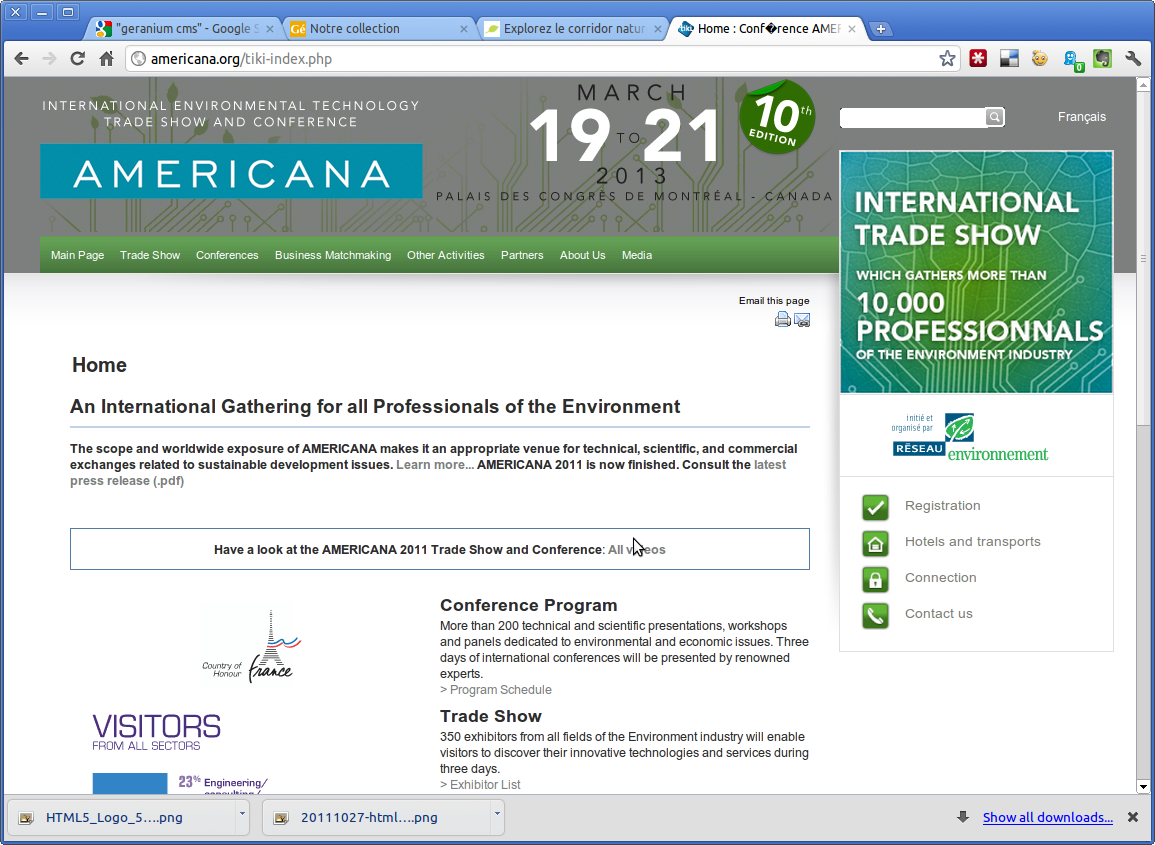 "geranium cms" - Google S
Gé Notre collection
Explorez le corridor natur
tiki Home : Conf�rence AMER
americana.org/tiki-index.php
0
INTERNATIONAL ENVIRONMENTAL TECHNOLOGY
TRADE SHOW AND CONFERENCE
AMERICANA
MARCH
19 TO 21
2013
PALAIS DES CONGRÈS DE MONTRÉAL - CANADA
10th
EDITION
Français
Main Page Trade Show Conferences Business Matchmaking Other Activities Partners About Us Media
INTERNATIONAL
TRADE SHOW
WHICH GATHERS MORE THAN
10,000
PROFESSIONNALS
OF THE ENVIRONMENT INDUSTRY
initié et
organisé par
RÉSEAU
environnement
Registration
Hotels and transports
Connection
Contact us
Email this page
Home
An International Gathering for all Professionals of the Environment
The scope and worldwide exposure of AMERICANA makes it an appropriate venue for technical, scientific, and commercial
exchanges related to sustainable development issues. Learn more... AMERICANA 2011 is now finished. Consult the latest
press release (.pdf)
Have a look at the AMERICANA 2011 Trade Show and Conference: All videos
Country of
Honour
france
Conference Program
More than 200 technical and scientific presentations, workshops
and panels dedicated to environmental and economic issues. Three
days of international conferences will be presented by renowned
experts.
> Program Schedule
VISITORS
FROM ALL SECTORS
23% Engineering/
consulting/
Trade Show
350 exhibitors from all fields of the Environment industry will enable
visitors to discover their innovative technologies and services during
three days.
> Exhibitor List
HTML5_Logo_5....png
20111027-html....png
Show all downloads...